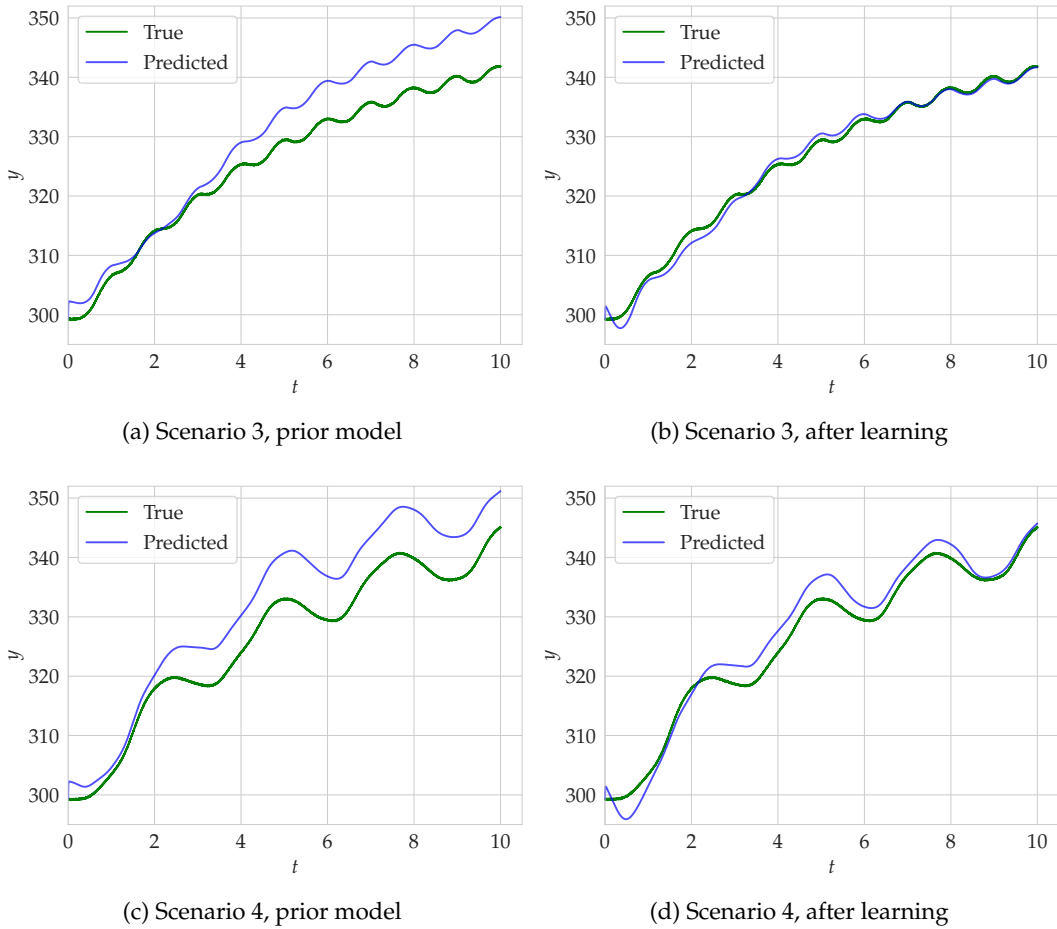 350
340
330
320
310
300
0 2 4 6 8 10
y
t
True
Predicted
(a) Scenario 3, prior model
350
340
330
320
310
300
0 2 4 6 8 10
y
t
True
Predicted
(b) Scenario 3, after learning
350
340
330
320
310
300
0 2 4 6 8 10
y
t
True
Predicted
(c) Scenario 4, prior model
350
340
330
320
310
300
0 2 4 6 8 10
y
t
True
Predicted
(d) Scenario 4, after learning